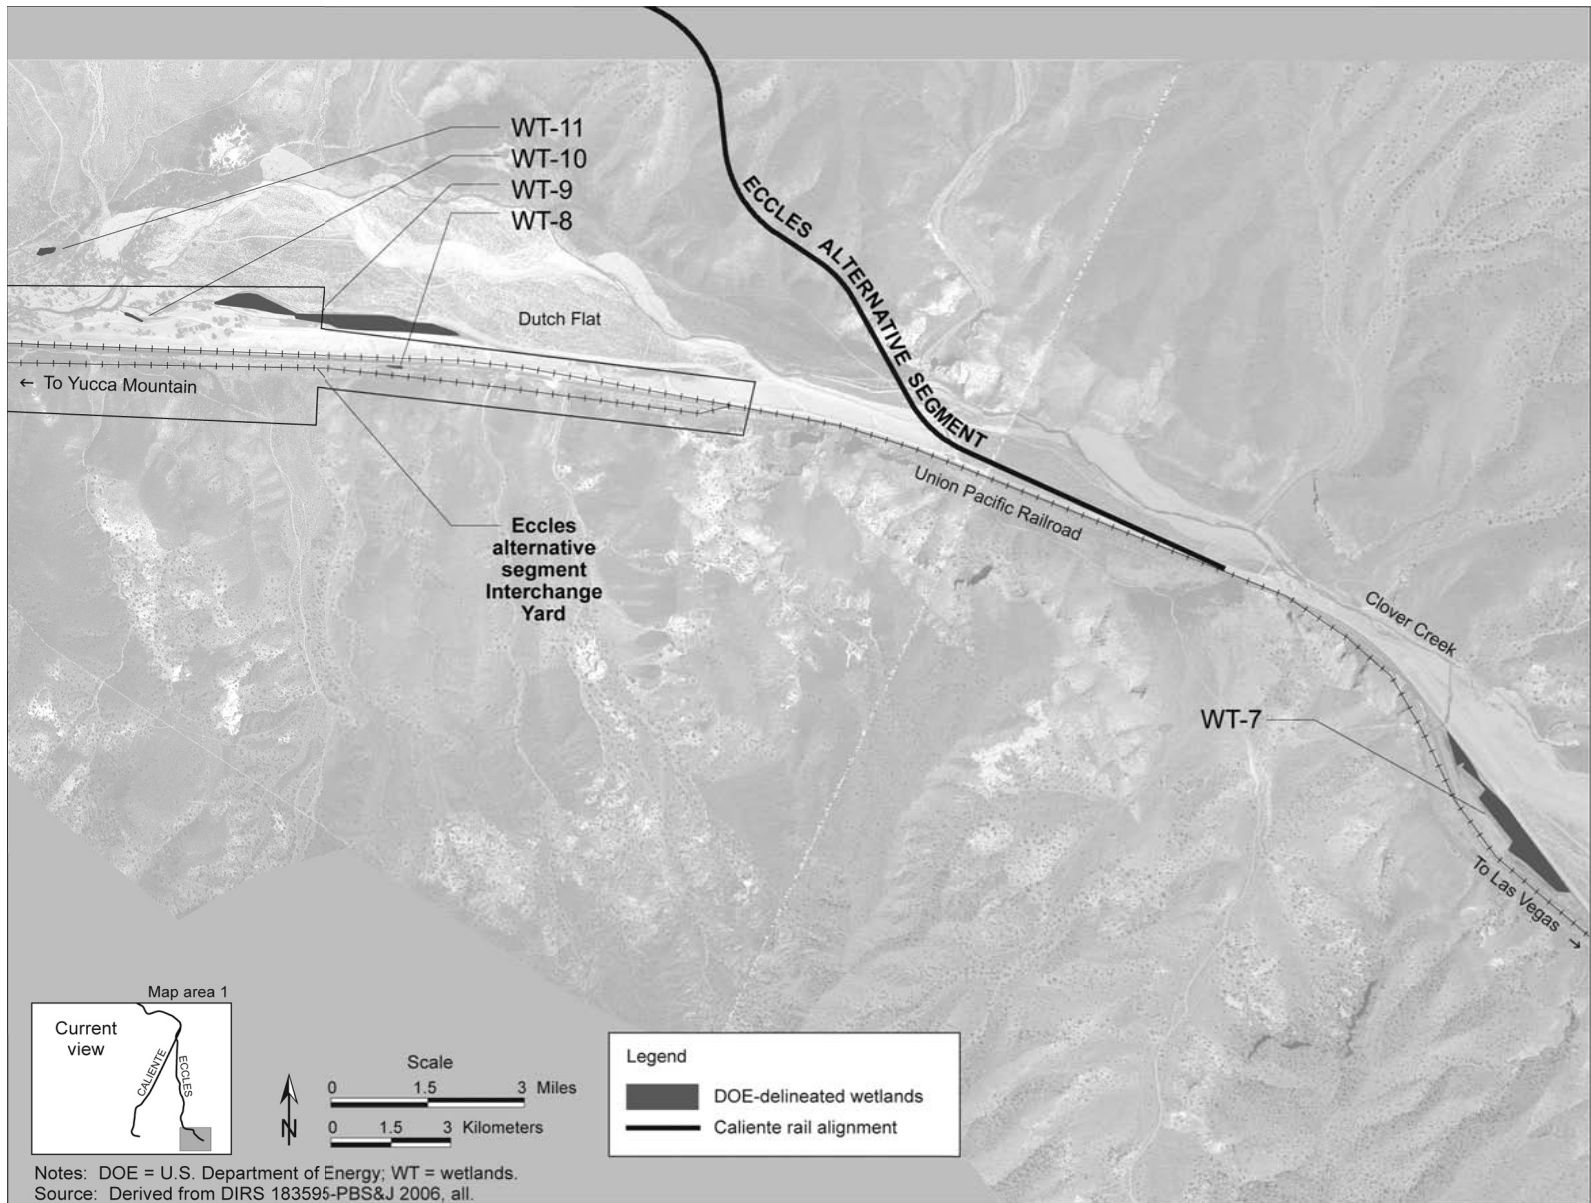 WT-11
WT-10
WT-9
WT-8
ECCLES ALTERNATIVE SEGMENT
Dutch Flat
← To Yucca Mountain
Union Pacific Railroad
Eccles
alternative
segment
Interchange
Yard
Clover Creek
WT-7
To Las Vegas →
Map area 1
Current
view
CALIENTE
ECCLES
N
Scale
0 1.5 3 Miles
0 1.5 3 Kilometers
Legend
DOE-delineated wetlands
Caliente rail alignment
Notes: DOE = U.S. Department of Energy; WT = wetlands.
Source: Derived from DIRS 183595-PBS&J 2006, all.